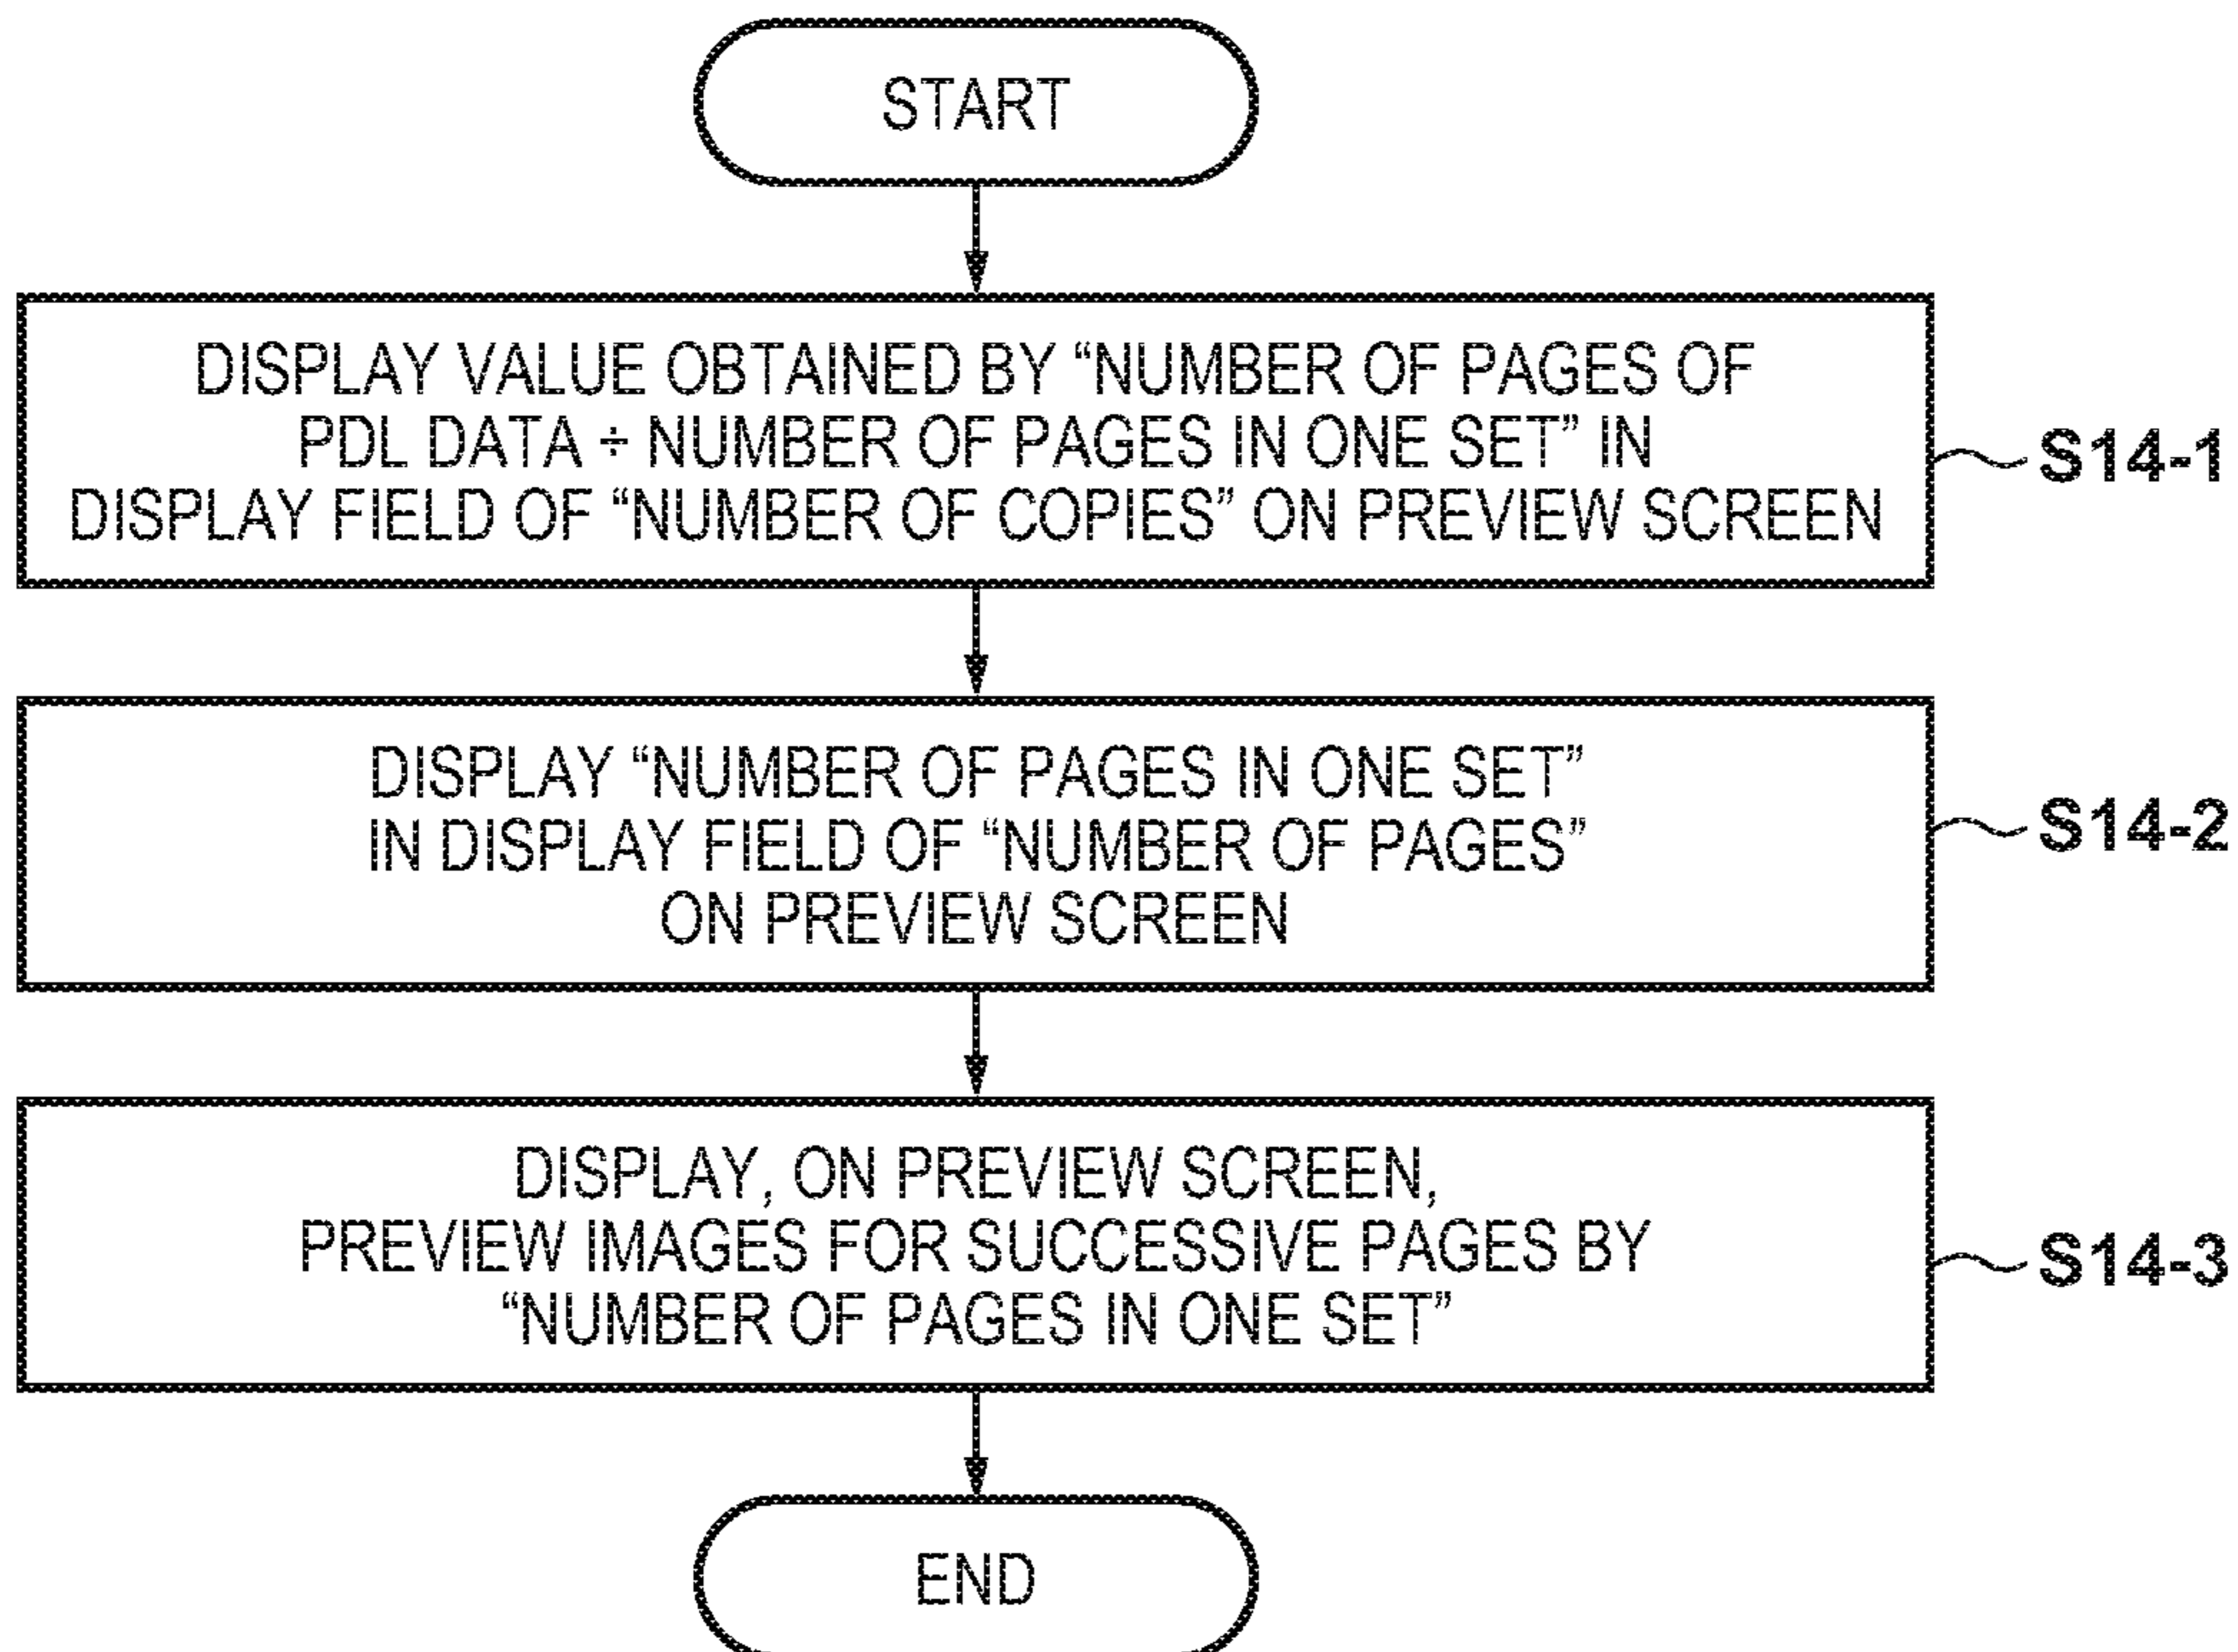 START
DISPLAY VALUE OBTAINED BY “NUMBER OF PAGES OF
PDL DATA ÷ NUMBER OF PAGES IN ONE SET” IN
DISPLAY FIELD OF “NUMBER OF COPIES” ON PREVIEW SCREEN
S14-1
DISPLAY “NUMBER OF PAGES IN ONE SET”
IN DISPLAY FIELD OF “NUMBER OF PAGES”
ON PREVIEW SCREEN
S14-2
DISPLAY, ON PREVIEW SCREEN,
PREVIEW IMAGES FOR SUCCESSIVE PAGES BY
“NUMBER OF PAGES IN ONE SET”
S14-3
END